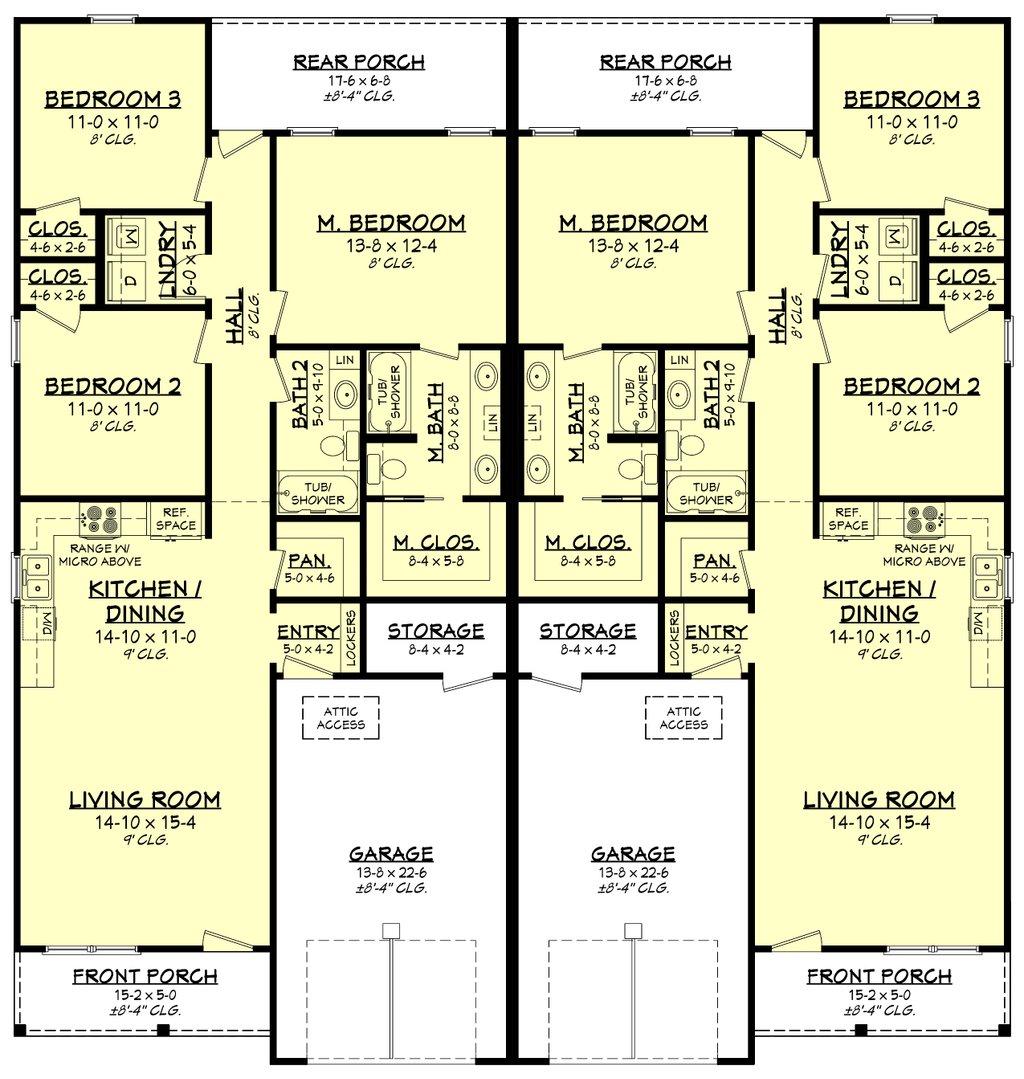 BEDROOM 3
11-0 x 11-0
8' CLG.
REAR PORCH
17-6 x 6-8
±8'-4" CLG.
REAR PORCH
17-6 x 6-8
±8'-4" CLG.
BEDROOM 3
11-0 x 11-0
8' CLG.
CLOS.
4-6 x 2-6
CLOS.
4-6 x 2-6
W
D
LNDRY
6-0 x 5-4
HALL
8' CLG.
M. BEDROOM
13-8 x 12-4
8' CLG.
M. BEDROOM
13-8 x 12-4
8' CLG.
HALL
8' CLG.
LNDRY
6-0 x 5-4
W
D
CLOS.
4-6 x 2-6
CLOS.
4-6 x 2-6
BEDROOM 2
11-0 x 11-0
8' CLG.
BATH 2
5-0 x 9-10
LIN
TUB/
SHOWER
TUB/
SHOWER
M. BATH
8-0 x 8-8
LIN
LIN
M. BATH
8-0 x 8-8
TUB/
SHOWER
LIN
BATH 2
5-0 x 9-10
TUB/
SHOWER
BEDROOM 2
11-0 x 11-0
8' CLG.
REF.
SPACE
RANGE W/
MICRO ABOVE
KITCHEN /
DINING
14-10 x 11-0
9' CLG.
D/W
PAN.
5-0 x 4-6
M. CLOS.
8-4 x 5-8
M. CLOS.
8-4 x 5-8
PAN.
5-0 x 4-6
REF.
SPACE
RANGE W/
MICRO ABOVE
KITCHEN /
DINING
14-10 x 11-0
9' CLG.
D/W
ENTRY
5-0 x 4-2
LOCKERS
STORAGE
8-4 x 4-2
STORAGE
8-4 x 4-2
LOCKERS
ENTRY
5-0 x 4-2
ATTIC
ACCESS
ATTIC
ACCESS
LIVING ROOM
14-10 x 15-4
9' CLG.
GARAGE
13-8 x 22-6
±8'-4" CLG.
GARAGE
13-8 x 22-6
±8'-4" CLG.
LIVING ROOM
14-10 x 15-4
9' CLG.
FRONT PORCH
15-2 x 5-0
±8'-4" CLG.
FRONT PORCH
15-2 x 5-0
±8'-4" CLG.